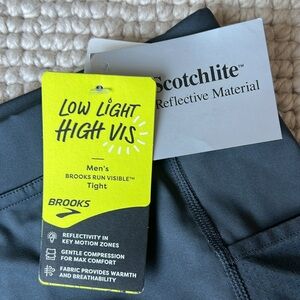 Scotchlite™
Reflective Material
LOW LIGHT
HIGH VIS
Men's
BROOKS RUN VISIBLE™
Tight
BROOKS
REFLECTIVITY IN
KEY MOTION ZONES
GENTLE COMPRESSION
FOR MAX COMFORT
FABRIC PROVIDES WARMTH
AND BREATHABILITY